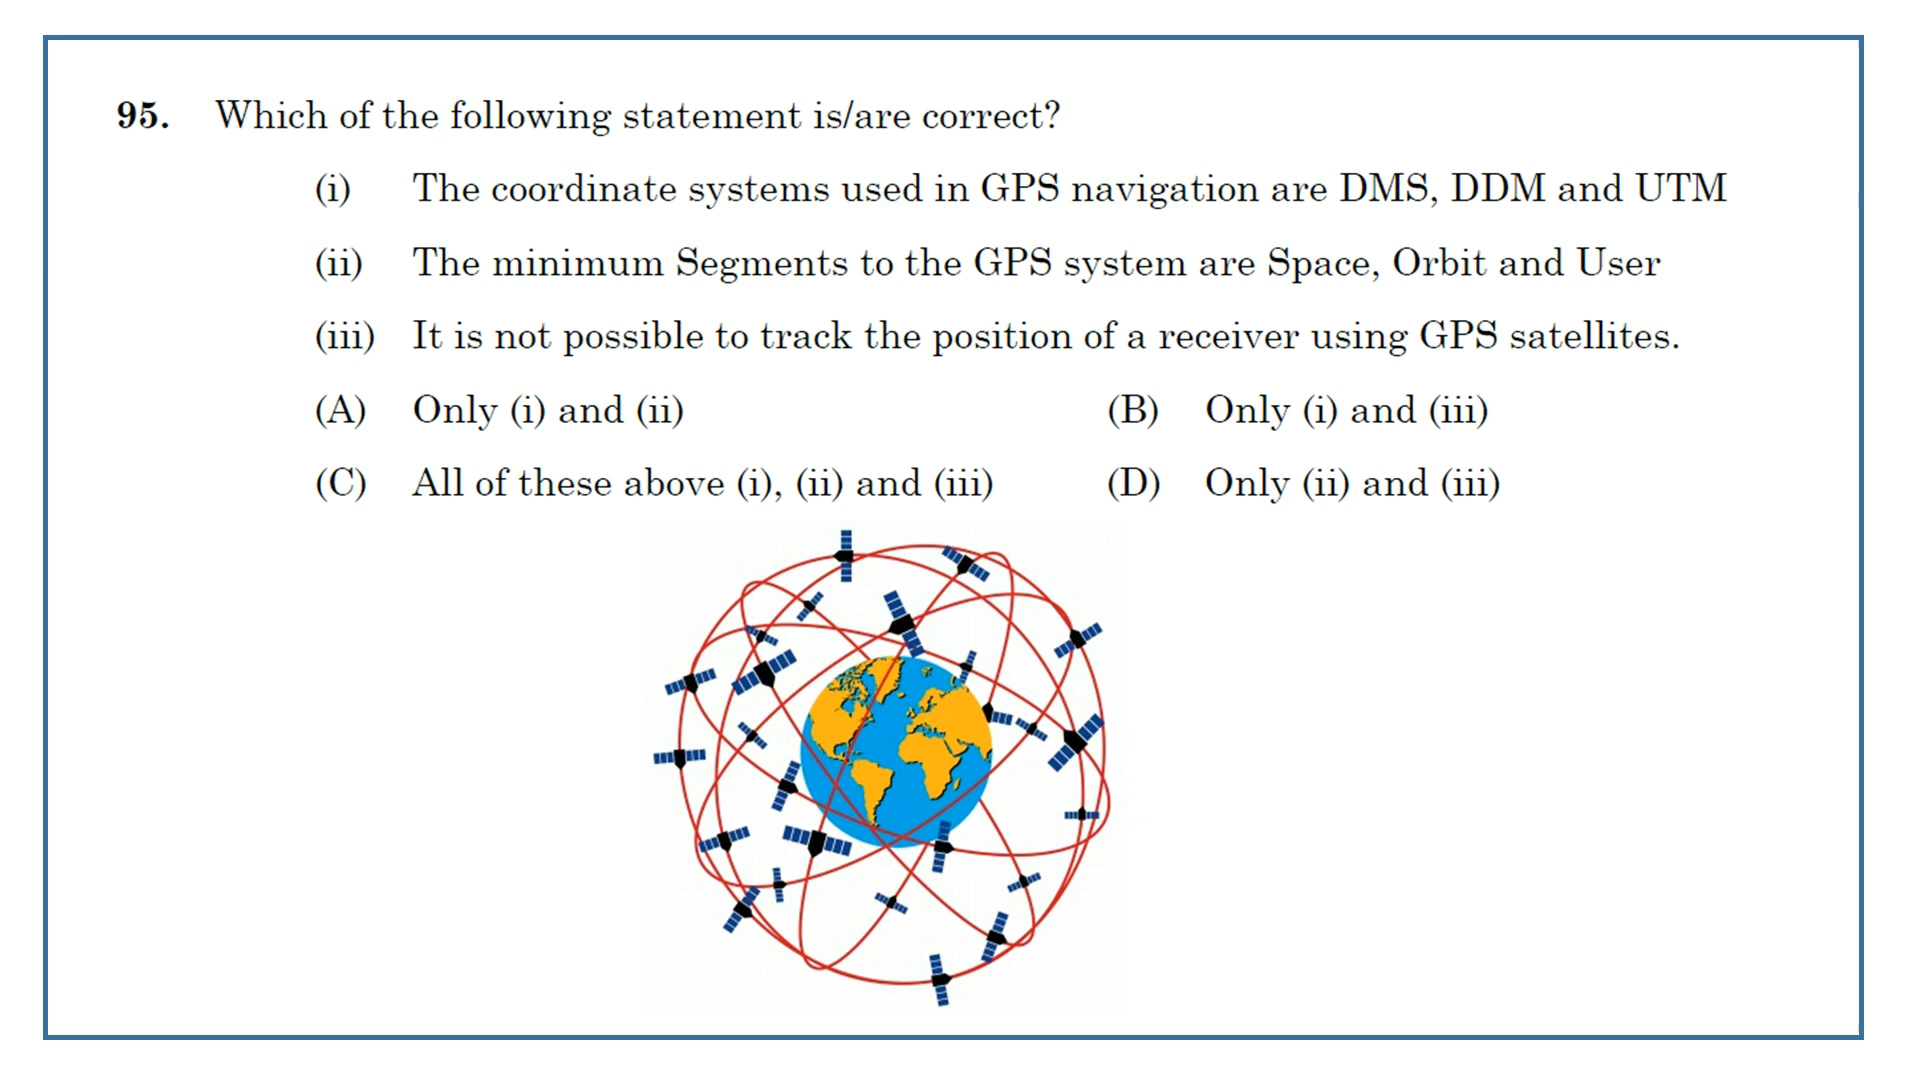 95. Which of the following statement is/are correct?
(i) The coordinate systems used in GPS navigation are DMS, DDM and UTM
(ii) The minimum Segments to the GPS system are Space, Orbit and User
(iii) It is not possible to track the position of a receiver using GPS satellites.
(A) Only (i) and (ii) (B) Only (i) and (iii)
(C) All of these above (i), (ii) and (iii) (D) Only (ii) and (iii)